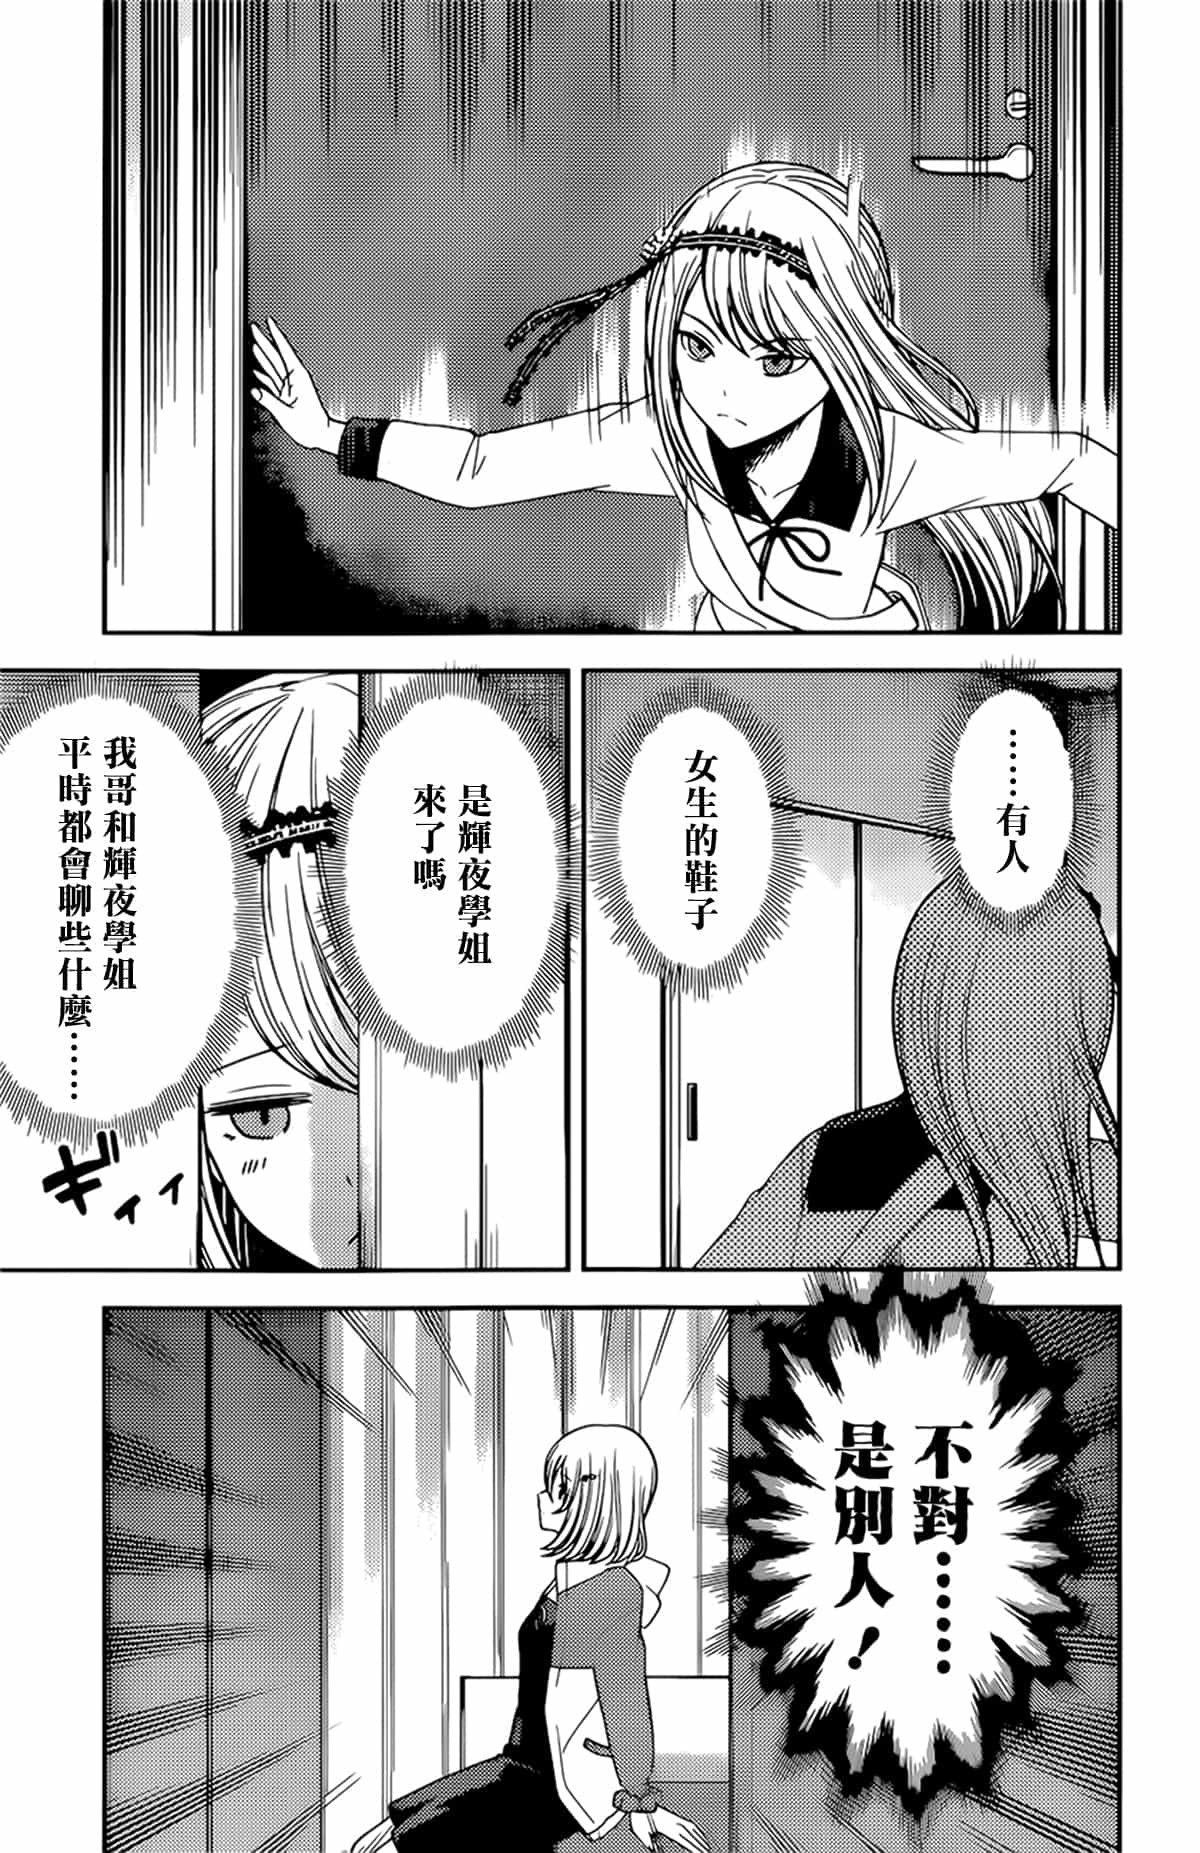 ……有人
女生的鞋子
是輝夜學姐
來了嗎
我哥和輝夜學姐
平時都會聊些什麼……
ギィィ
不對……
是別人！